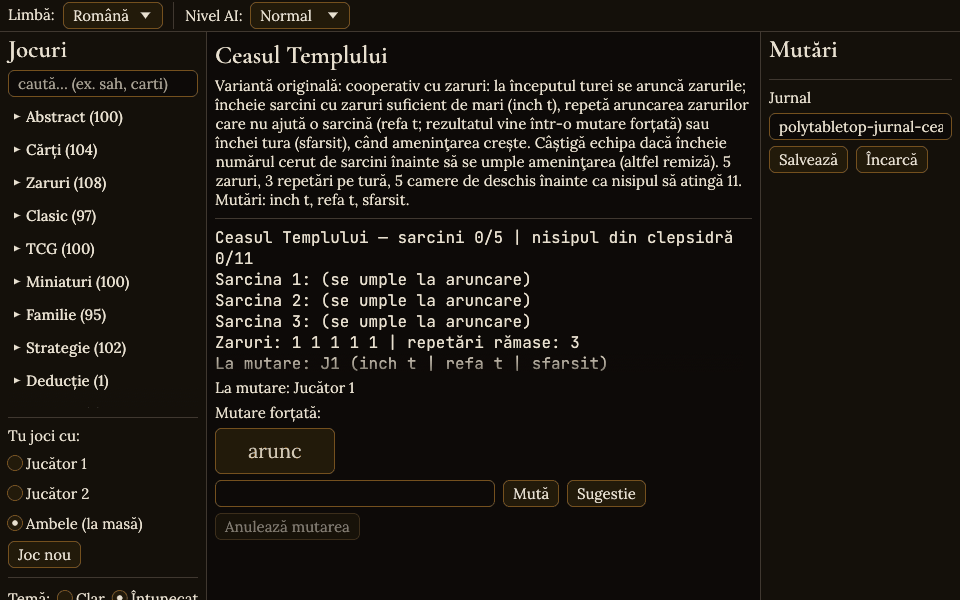 Limbă: Română ▼ Nivel AI: Normal ▼
Jocuri
caută... (ex. sah, carti)
▸ Abstract (100)
▸ Cărți (104)
▸ Zaruri (108)
▸ Clasic (97)
▸ TCG (100)
▸ Miniaturi (100)
▸ Familie (95)
▸ Strategie (102)
▸ Deducție (1)
Tu joci cu:
Jucător 1
Jucător 2
Ambele (la masă)
Joc nou
Temă: Clar Întunecat
Ceasul Templului
Variantă originală: cooperativ cu zaruri: la începutul turei se aruncă zarurile;
încheie sarcini cu zaruri suficient de mari (inch t), repetă aruncarea zarurilor
care nu ajută o sarcină (refa t; rezultatul vine într-o mutare forțată) sau
închei tura (sfarsit), când amenințarea crește. Câștigă echipa dacă încheie
numărul cerut de sarcini înainte să se umple amenințarea (altfel remiză). 5
zaruri, 3 repetări pe tură, 5 camere de deschis înainte ca nisipul să atingă 11.
Mutări: inch t, refa t, sfarsit.
Ceasul Templului — sarcini 0/5 | nisipul din clepsidră
0/11
Sarcina 1: (se umple la aruncare)
Sarcina 2: (se umple la aruncare)
Sarcina 3: (se umple la aruncare)
Zaruri: 1 1 1 1 1 | repetări rămase: 3
La mutare: J1 (inch t | refa t | sfarsit)
La mutare: Jucător 1
Mutare forțată:
arunc
Mută Sugestie
Anulează mutarea
Mutări
Jurnal
polytabletop-jurnal-cea
Salvează Încarcă